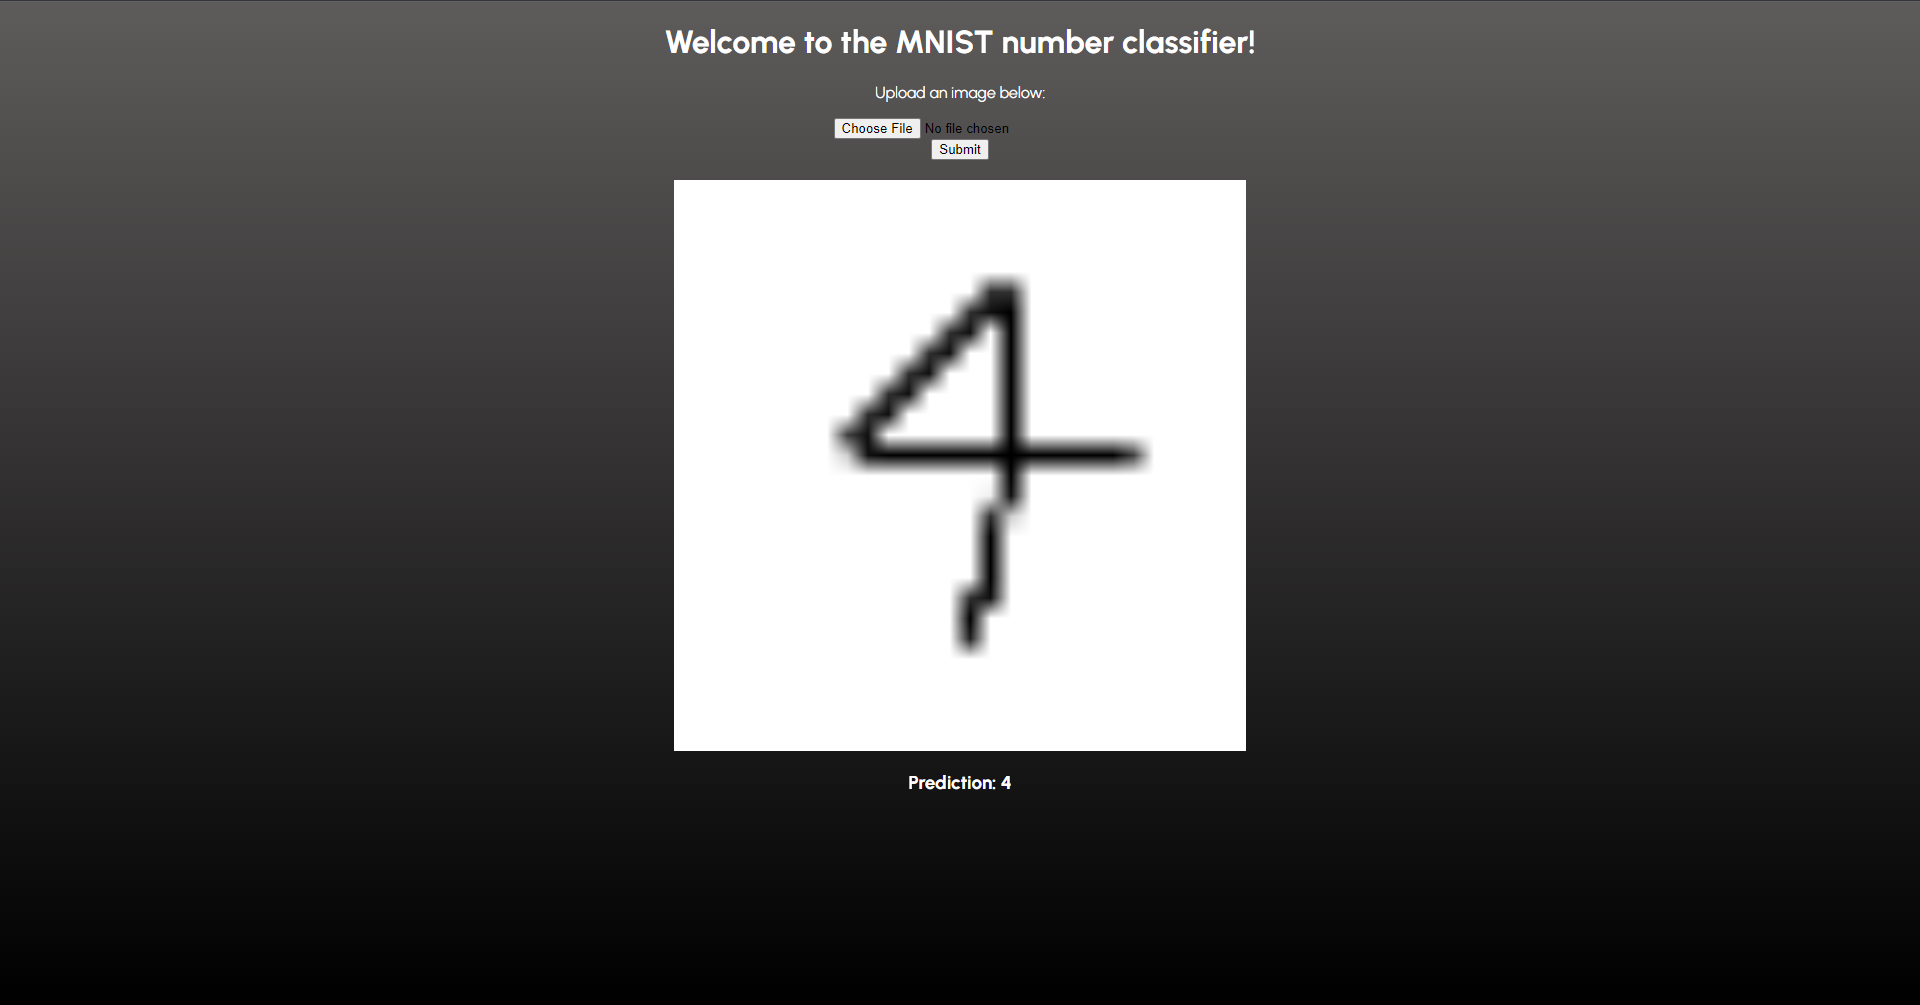 Welcome to the MNIST number classifier!
Upload an image below:
Choose File No file chosen
Submit
4
Prediction: 4